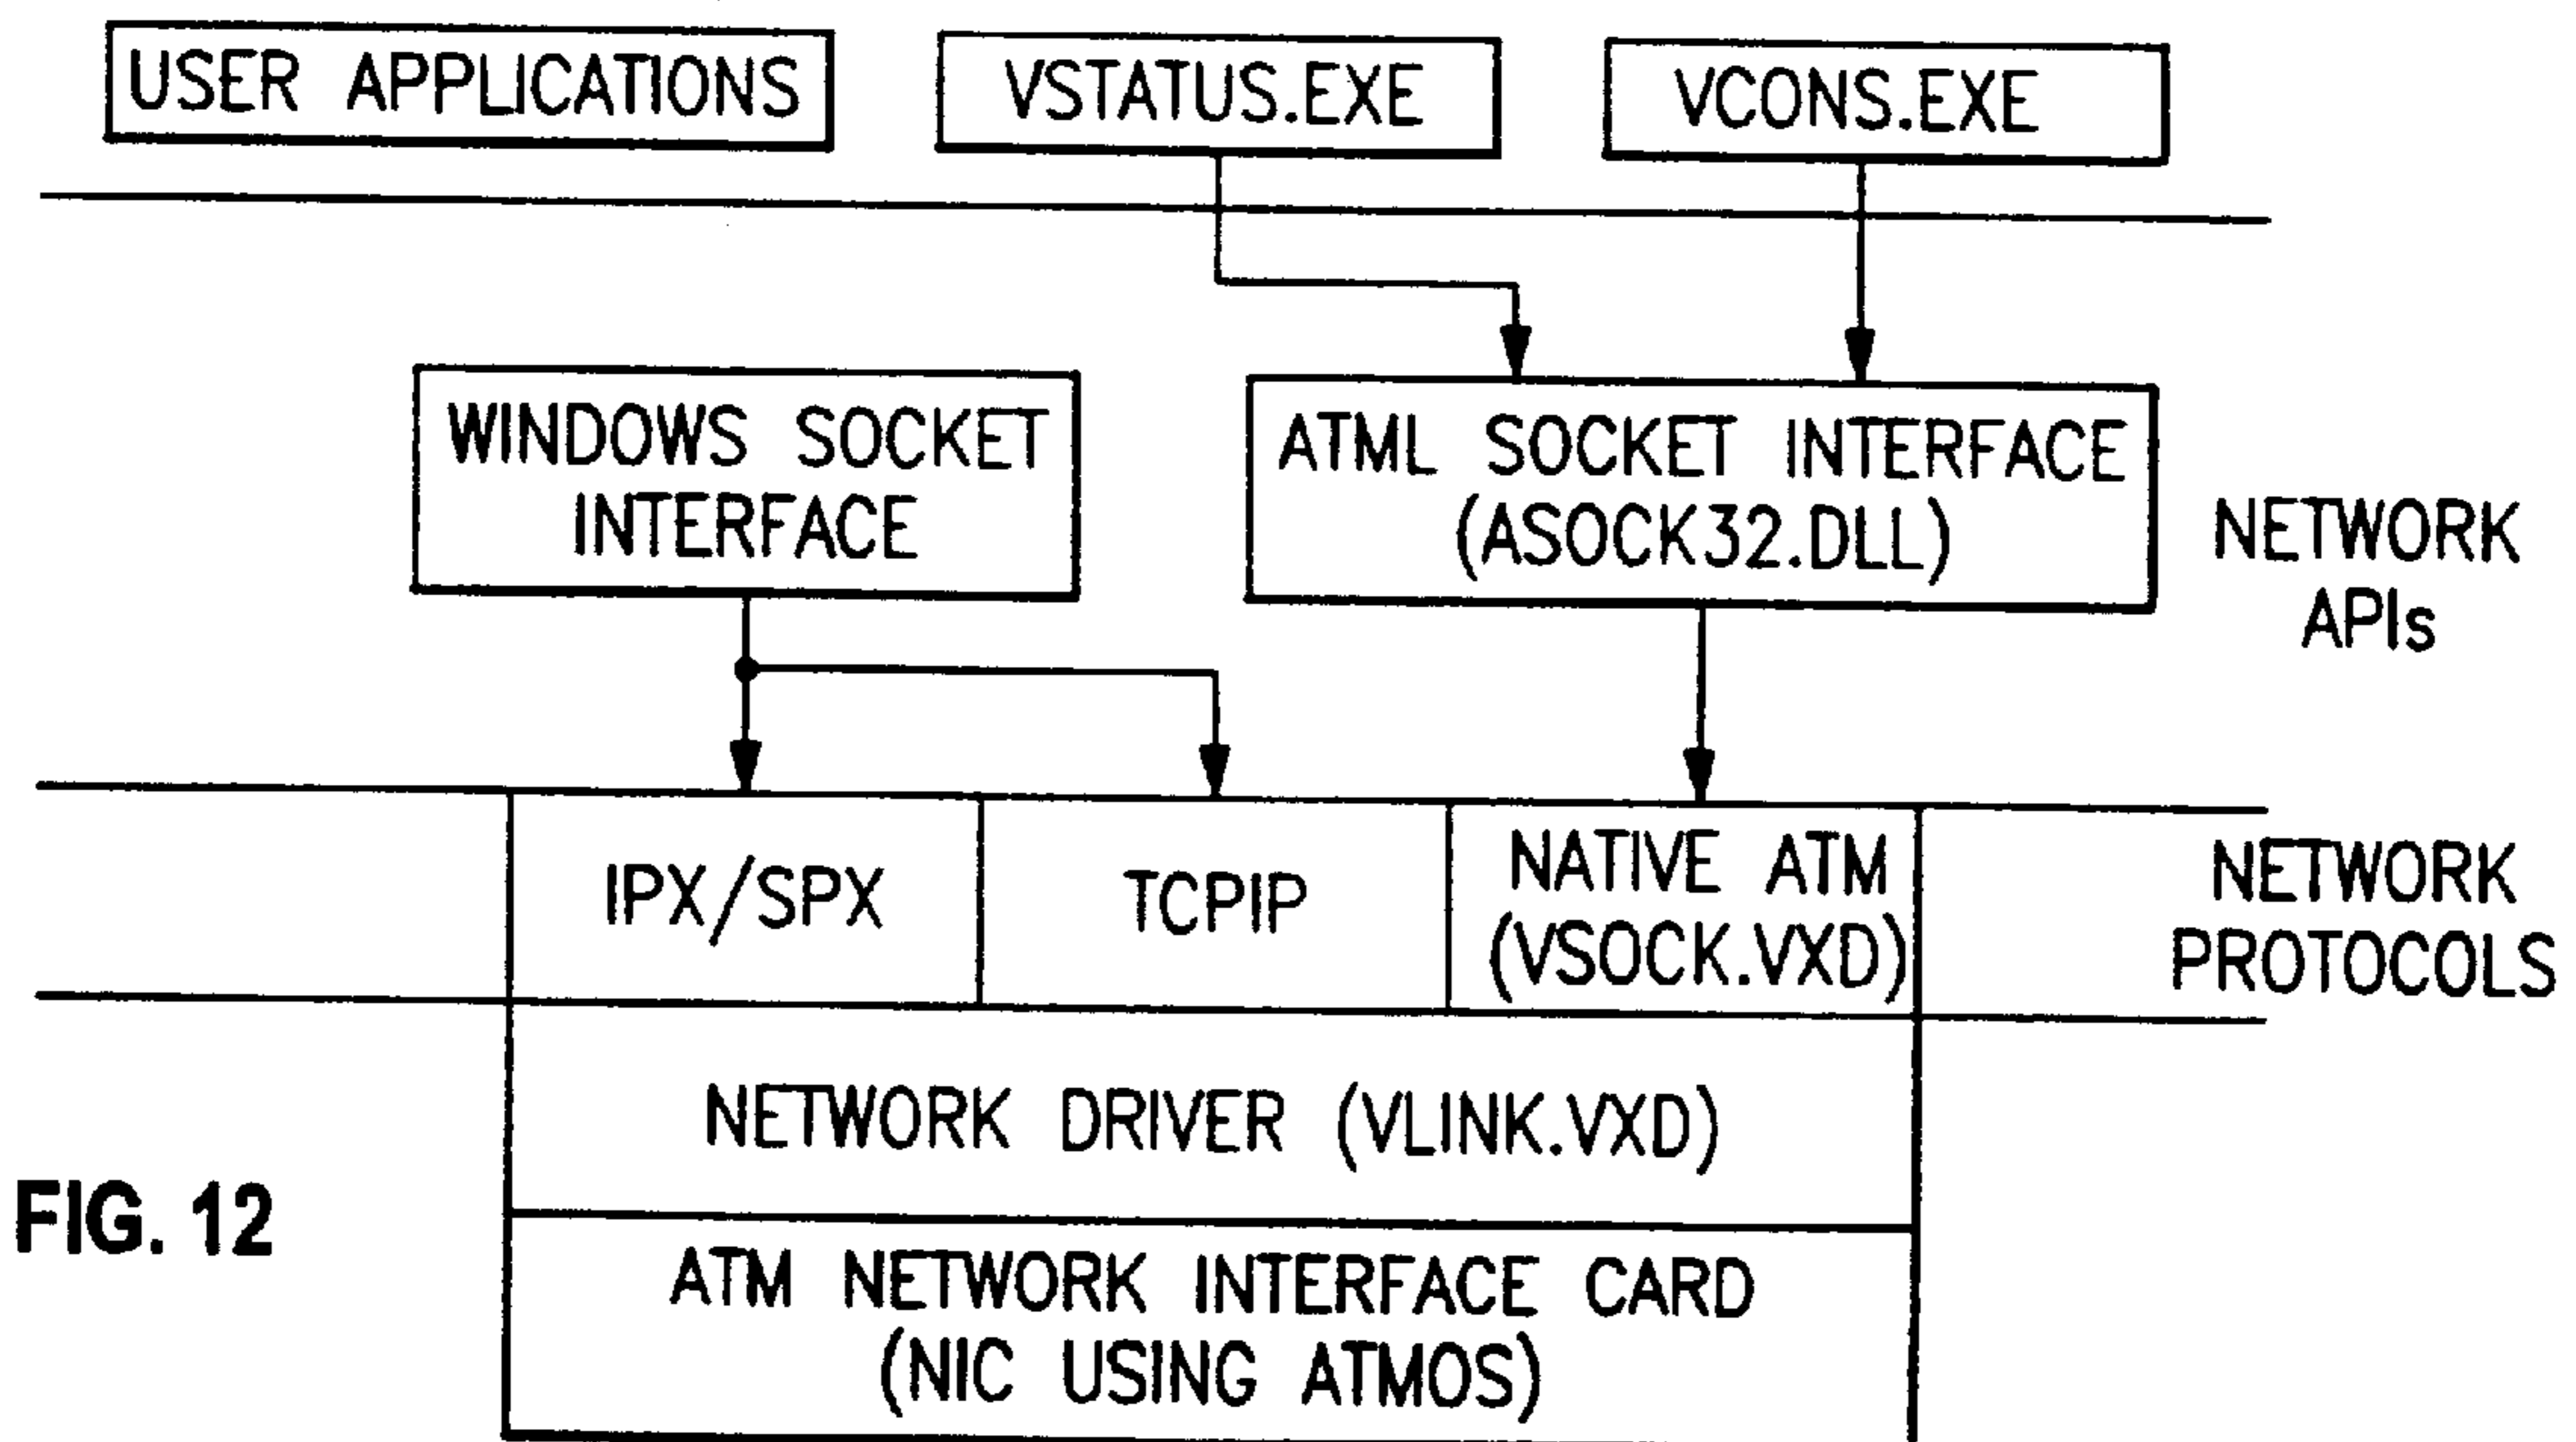 USER APPLICATIONS
VSTATUS.EXE
VCONS.EXE
WINDOWS SOCKET
INTERFACE
ATML SOCKET INTERFACE
(ASOCK32.DLL)
NETWORK
APIs
IPX/SPX
TCPIP
NATIVE ATM
(VSOCK.VXD)
NETWORK
PROTOCOLS
NETWORK DRIVER (VLINK.VXD)
FIG. 12
ATM NETWORK INTERFACE CARD
(NIC USING ATMOS)